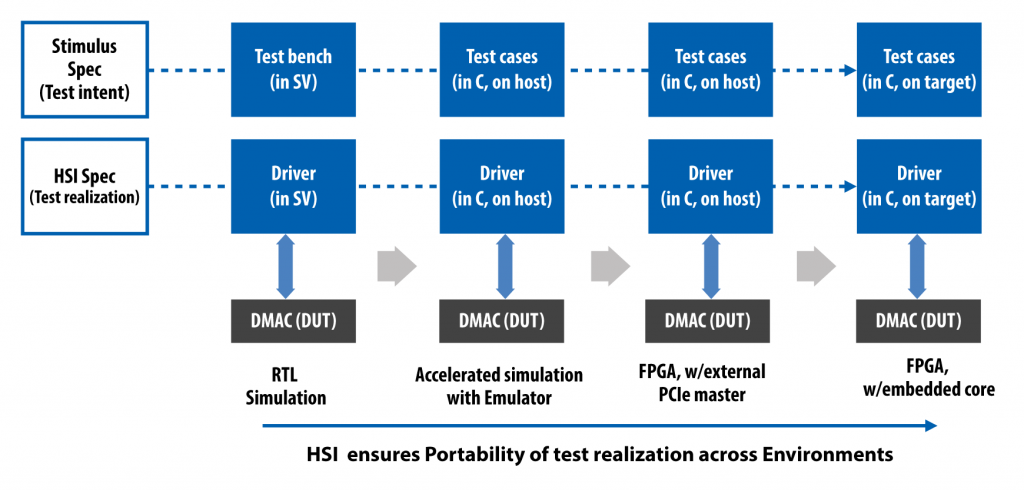 Stimulus
Spec
(Test intent)
Test bench
(in SV)
Test cases
(in C, on host)
Test cases
(in C, on host)
Test cases
(in C, on target)
HSI Spec
(Test realization)
Driver
(in SV)
Driver
(in C, on host)
Driver
(in C, on host)
Driver
(in C, on target)
DMAC (DUT)
DMAC (DUT)
DMAC (DUT)
DMAC (DUT)
RTL
Simulation
Accelerated simulation
with Emulator
FPGA, w/external
PCIe master
FPGA,
w/embedded core
HSI ensures Portability of test realization across Environments